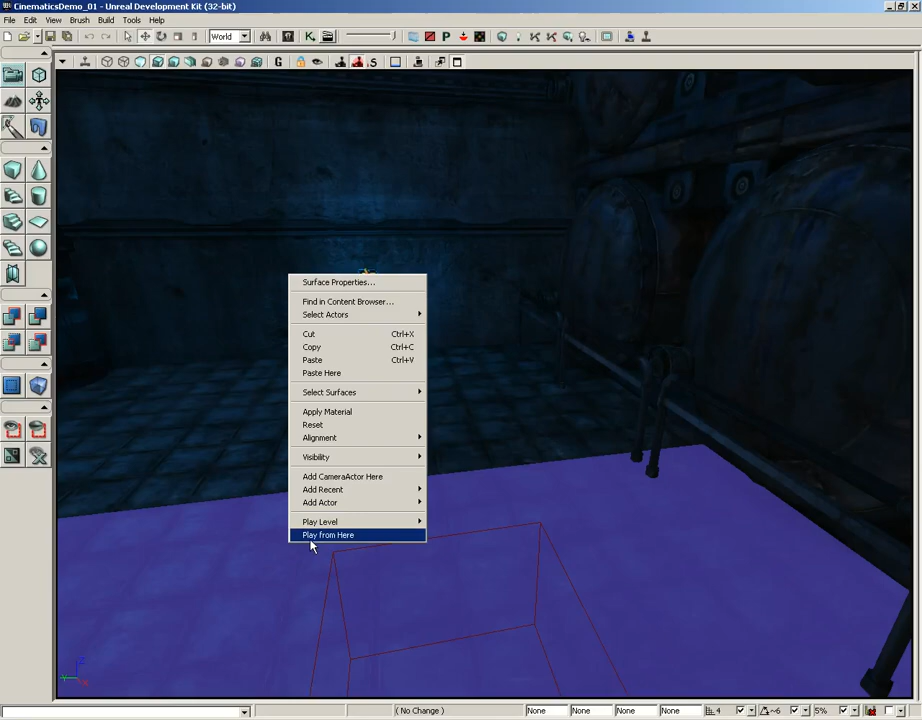 CinematicsDemo_01 - Unreal Development Kit (32-bit)
File Edit View Brush Build Tools Help
World
G
P
S
Surface Properties...
Find in Content Browser...
Select Actors
Cut Ctrl+X
Copy Ctrl+C
Paste Ctrl+V
Paste Here
Select Surfaces
Apply Material
Reset
Alignment
Visibility
Add CameraActor Here
Add Recent
Add Actor
Play Level
Play from Here
Z
Y X
( No Change ) None None None None 4 ~6 5%